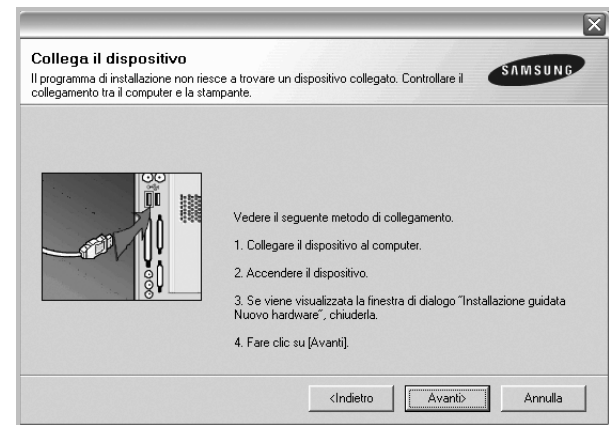 Collega il dispositivo
Il programma di installazione non riesce a trovare un dispositivo collegato. Controllare il
collegamento tra il computer e la stampante.
SAMSUNG
Vedere il seguente metodo di collegamento.
1. Collegare il dispositivo al computer.
2. Accendere il dispositivo.
3. Se viene visualizzata la finestra di dialogo "Installazione guidata
Nuovo hardware", chiuderla.
4. Fare clic su [Avanti].
<Indietro
Avanti>
Annulla